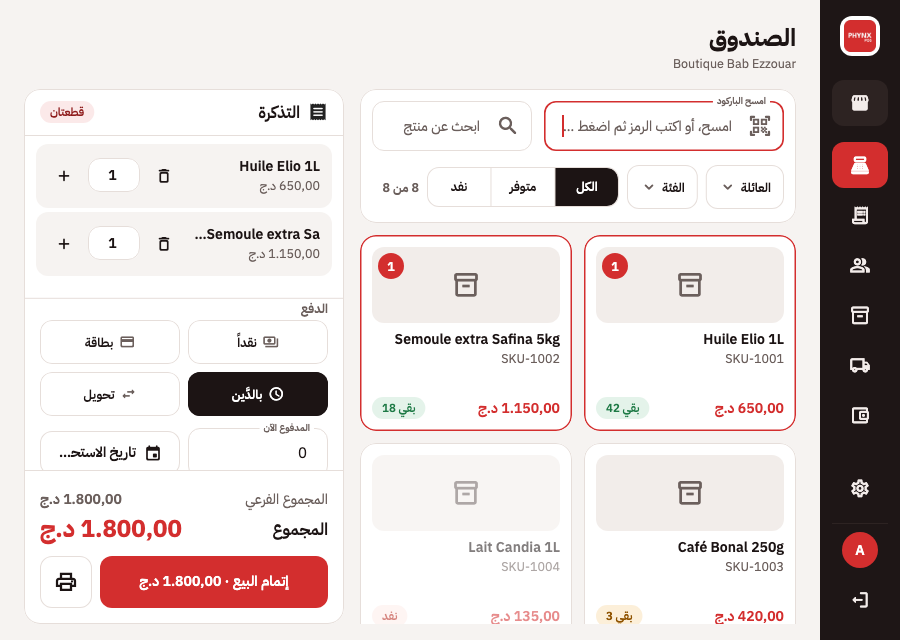 PHYNX
POS
A
الصندوق
Boutique Bab Ezzouar
امسح الباركود
امسح، أو اكتب الرمز ثم اضغط ...
ابحث عن منتج
العائلة
الفئة
الكل
متوفر
نفد
8 من 8
1
Huile Elio 1L
SKU-1001
650,00 د.ج
بقي 42
1
Semoule extra Safina 5kg
SKU-1002
1.150,00 د.ج
بقي 18
Café Bonal 250g
SKU-1003
420,00 د.ج
بقي 3
Lait Candia 1L
SKU-1004
135,00 د.ج
نفد
التذكرة
قطعتان
Huile Elio 1L
650,00 د.ج
1
Semoule extra Sa...
1.150,00 د.ج
1
الدفع
نقداً
بطاقة
بالدَّين
تحويل
المدفوع الآن
0
تاريخ الاستحـ...
المجموع الفرعي
1.800,00 د.ج
المجموع
1.800,00 د.ج
إتمام البيع · 1.800,00 د.ج